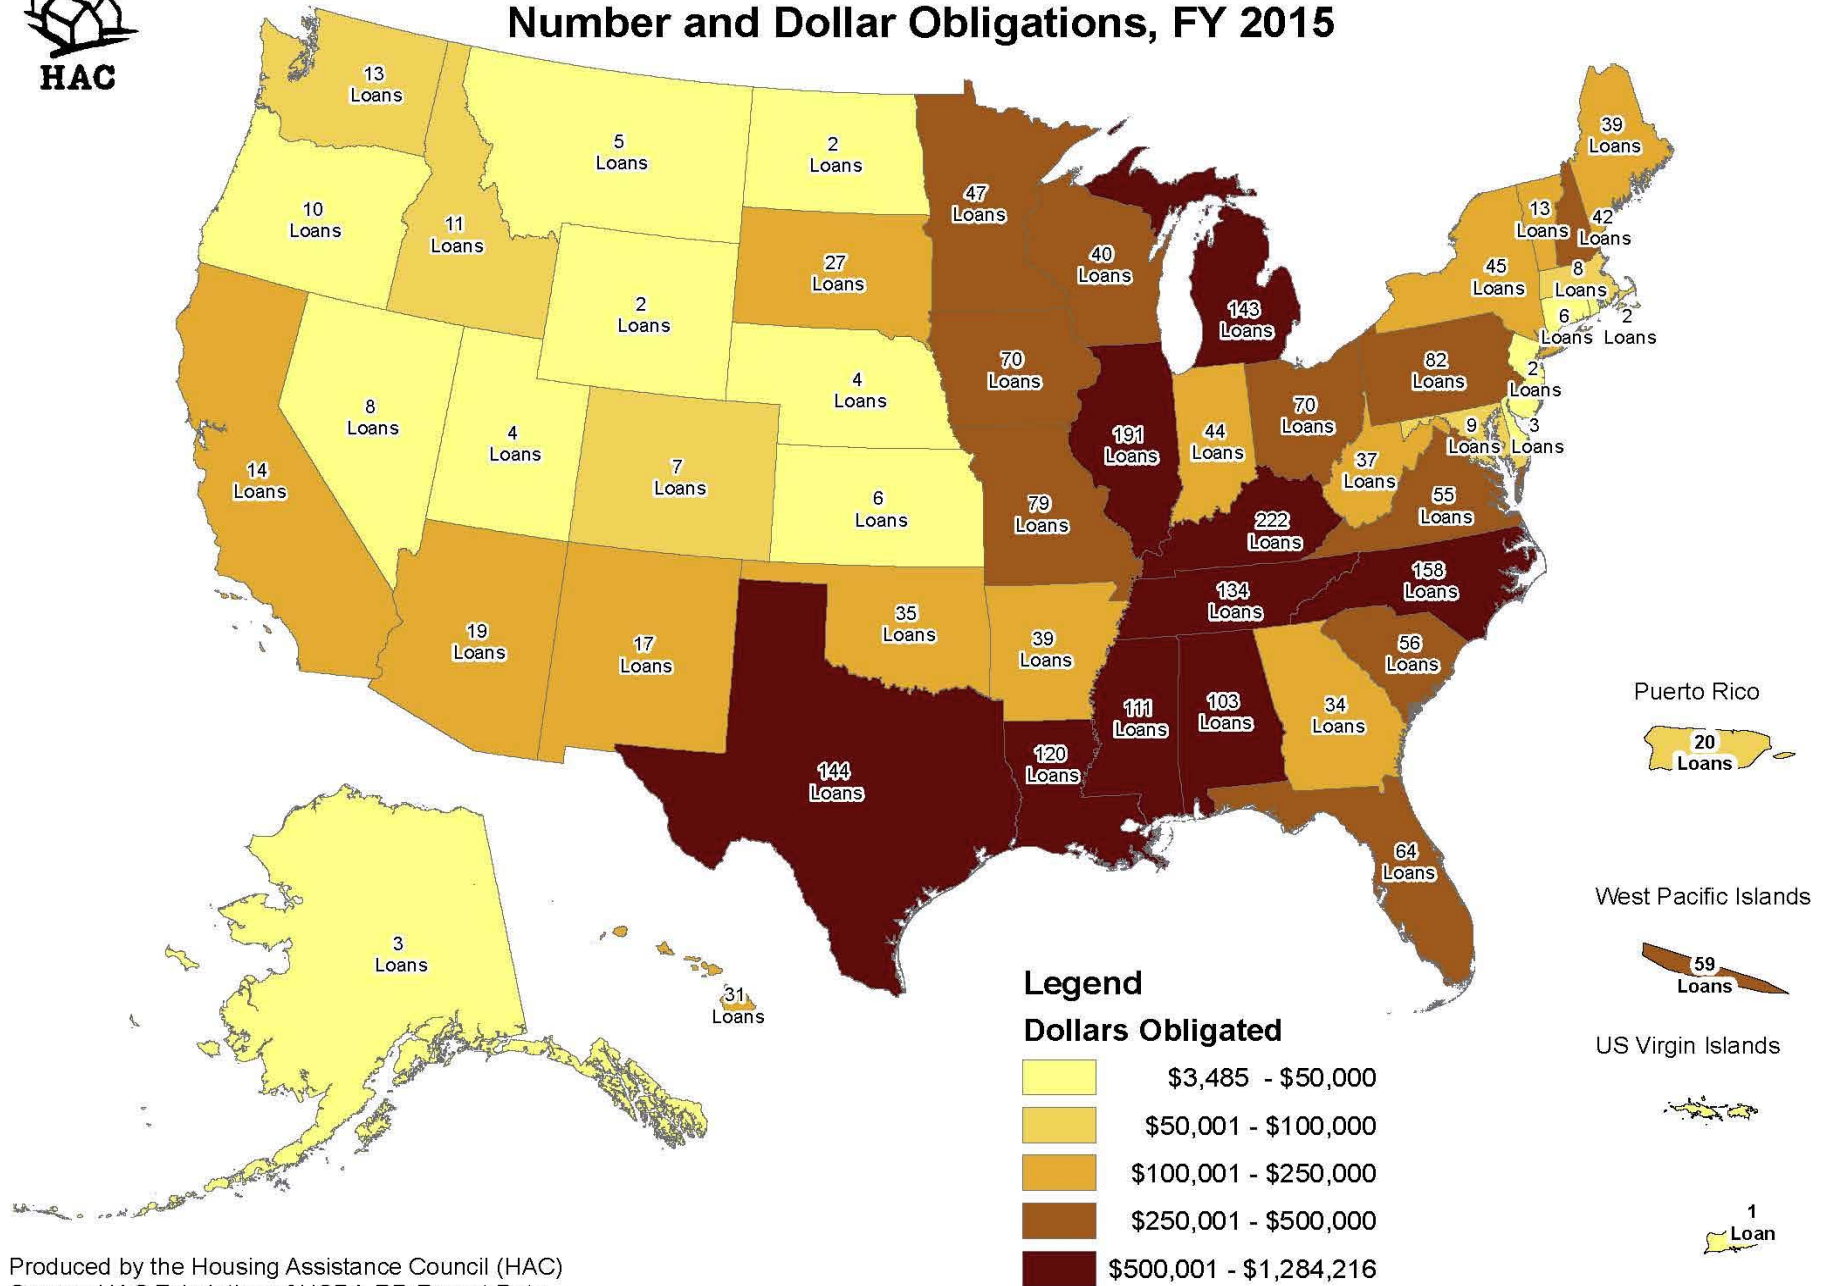 Number and Dollar Obligations, FY 2015
HAC
13
Loans
5
Loans
2
Loans
47
Loans
39
Loans
10
Loans
11
Loans
27
Loans
40
Loans
143
Loans
45
Loans
13
Loans
42
Loans
8
Loans
6
Loans
2
Loans
2
Loans
70
Loans
82
Loans
2
Loans
8
Loans
4
Loans
4
Loans
191
Loans
44
Loans
70
Loans
9
Loans
3
Loans
14
Loans
7
Loans
6
Loans
79
Loans
37
Loans
55
Loans
222
Loans
19
Loans
17
Loans
35
Loans
39
Loans
134
Loans
158
Loans
56
Loans
144
Loans
120
Loans
111
Loans
103
Loans
34
Loans
64
Loans
3
Loans
31
Loans
Puerto Rico
20
Loans
West Pacific Islands
59
Loans
US Virgin Islands
1
Loan
Legend
Dollars Obligated
$3,485 - $50,000
$50,001 - $100,000
$100,001 - $250,000
$250,001 - $500,000
$500,001 - $1,284,216
Produced by the Housing Assistance Council (HAC)